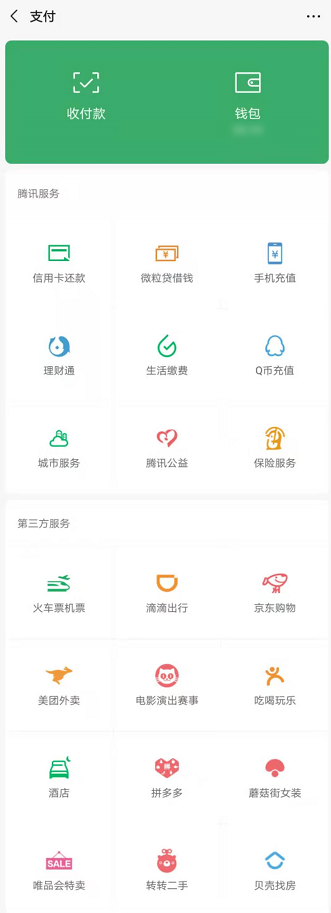 支付
收付款 钱包
腾讯服务
信用卡还款 微粒贷借钱 手机充值
理财通 生活缴费 Q币充值
城市服务 腾讯公益 保险服务
第三方服务
火车票机票 滴滴出行 京东购物
美团外卖 电影演出赛事 吃喝玩乐
酒店 拼多多 蘑菇街女装
SALE
唯品会特卖 转转二手 贝壳找房